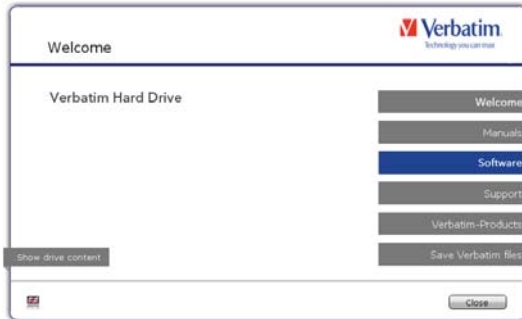 Welcome
Verbatim
Technology you can trust
Verbatim Hard Drive
Welcome
Manuals
Software
Support
Verbatim-Products
Save Verbatim files
Show drive content
Close